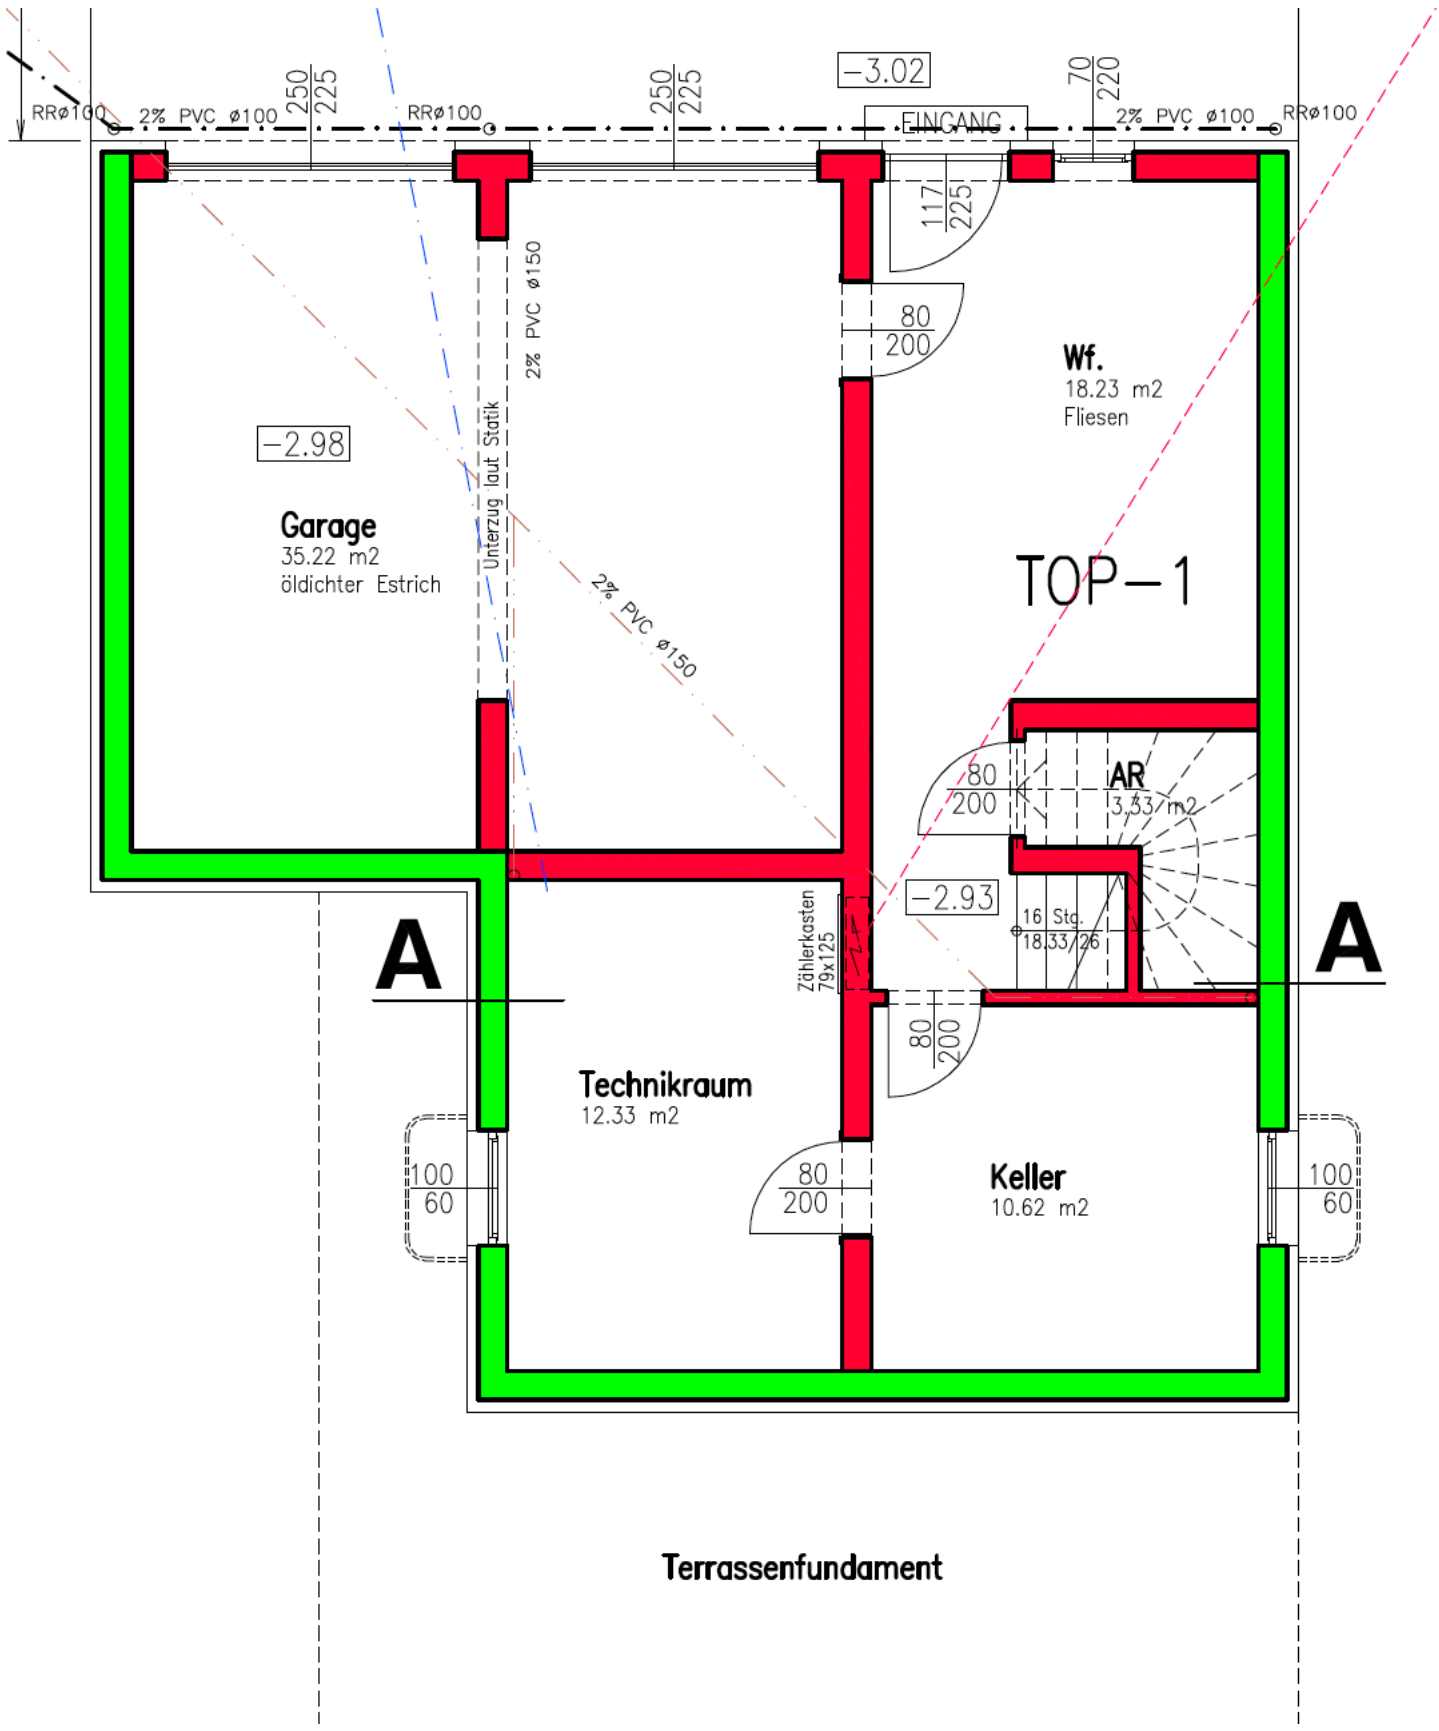 -3.02
250
225
250
225
70
220
RRø100
2% PVC ø100
RRø100
EINGANG
2% PVC ø100
RRø100
117
225
2% PVC ø150
80
200
Wf.
18.23 m2
Fliesen
-2.98
Unterzug laut Statik
Garage
35.22 m2
öldichter Estrich
TOP-1
2% PVC ø150
80
200
AR
3.33 m2
-2.93
16 Stg.
18.33/26
A
A
Zählerkasten
79x125
80
200
Technikraum
12.33 m2
100
60
80
200
Keller
10.62 m2
100
60
Terrassenfundament